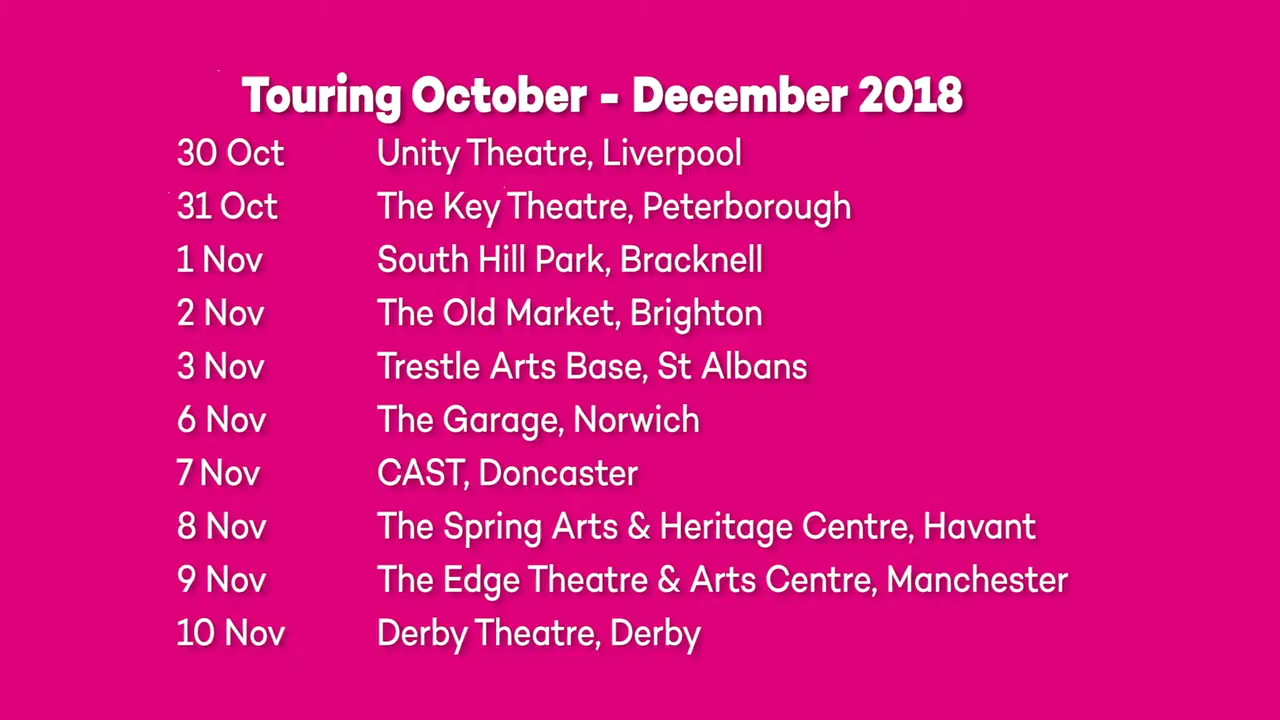 Touring October - December 2018
30 Oct Unity Theatre, Liverpool
31 Oct The Key Theatre, Peterborough
1 Nov South Hill Park, Bracknell
2 Nov The Old Market, Brighton
3 Nov Trestle Arts Base, St Albans
6 Nov The Garage, Norwich
7 Nov CAST, Doncaster
8 Nov The Spring Arts & Heritage Centre, Havant
9 Nov The Edge Theatre & Arts Centre, Manchester
10 Nov Derby Theatre, Derby